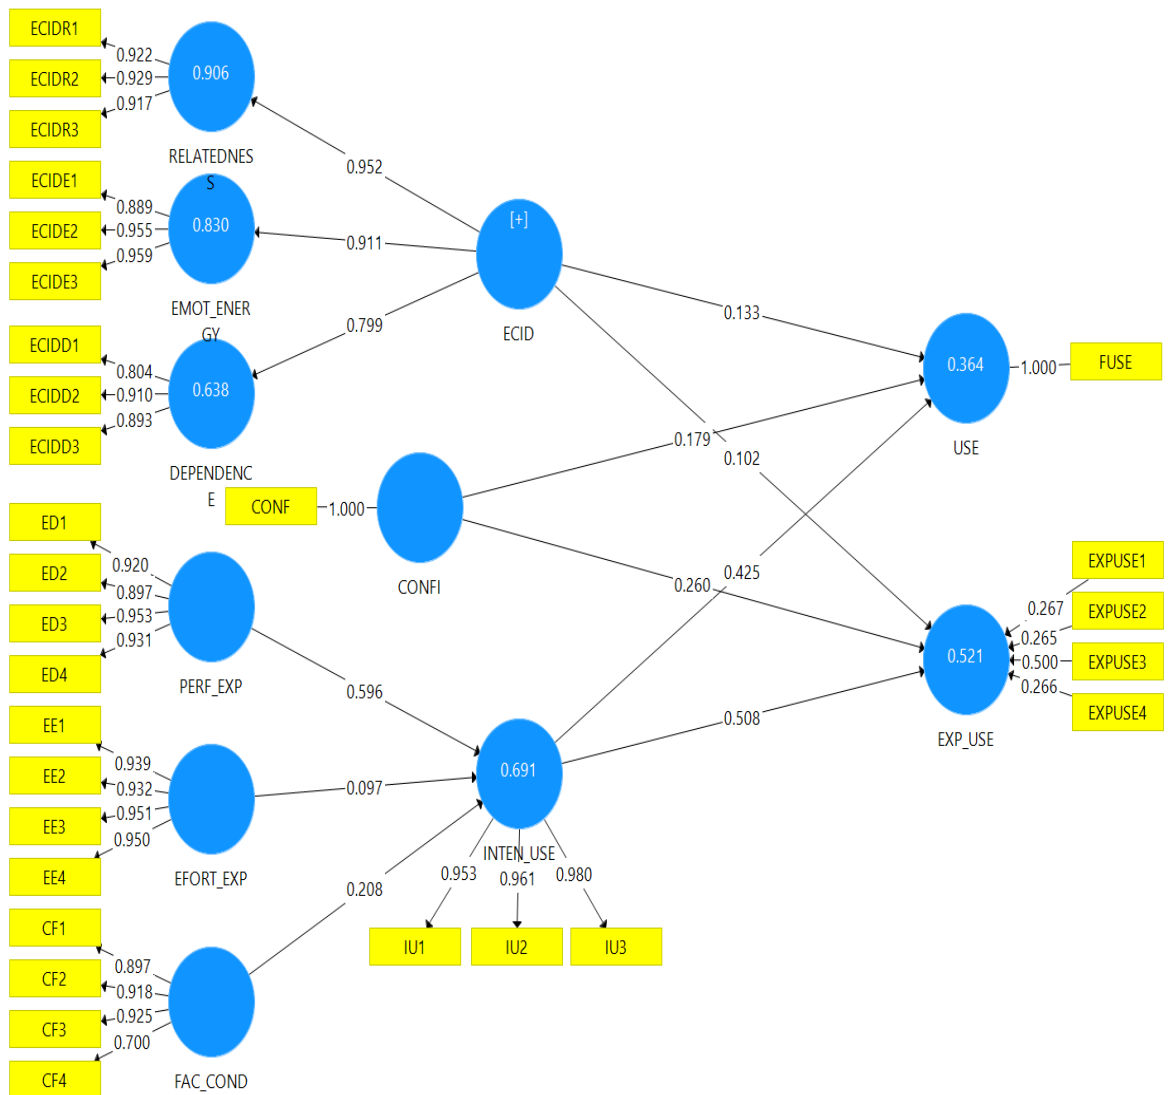 ECIDR1
0.922
ECIDR2
0.929
ECIDR3
0.917
0.906
RELATEDNES
S
ECIDE1
0.889
ECIDE2
0.955
ECIDE3
0.959
0.830
EMOT_ENER
GY
ECIDD1
0.804
ECIDD2
0.910
ECIDD3
0.893
0.638
DEPENDENC
E
0.952
0.911
0.799
[+]
ECID
0.133
0.102
CONF
1.000
CONFI
0.179
0.260
0.364
USE
1.000
FUSE
ED1
0.920
ED2
0.897
ED3
0.953
ED4
0.931
PERF_EXP
0.596
EE1
0.939
EE2
0.932
EE3
0.951
EE4
0.950
EFORT_EXP
0.097
CF1
0.897
CF2
0.918
CF3
0.925
CF4
0.700
FAC_COND
0.208
0.691
INTEN_USE
0.953
0.961
0.980
IU1
IU2
IU3
0.425
0.508
0.521
EXP_USE
EXPUSE1
0.267
EXPUSE2
0.265
EXPUSE3
0.500
EXPUSE4
0.266